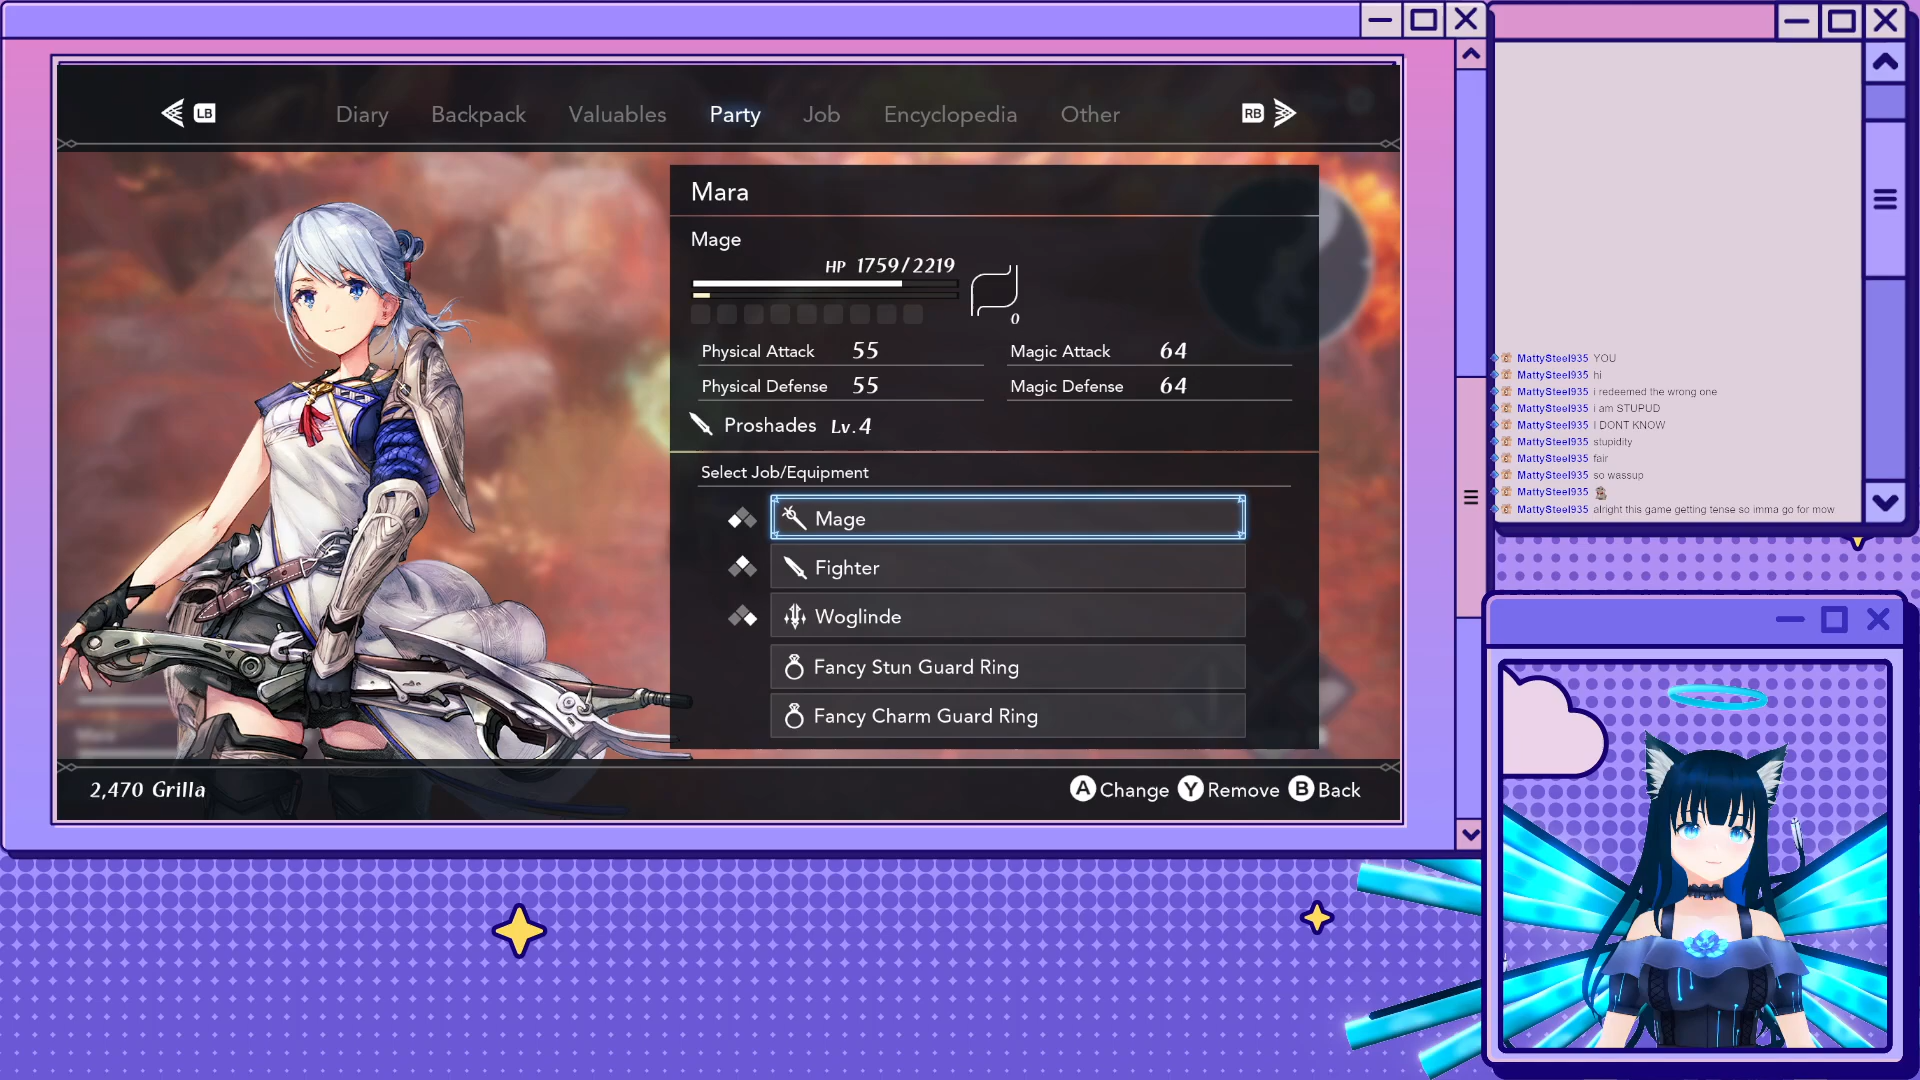 LB Diary Backpack Valuables Party Job Encyclopedia Other RB
Mara
Mage
HP 1759/2219
0
Physical Attack 55 Magic Attack 64
Physical Defense 55 Magic Defense 64
Proshades Lv.4
Select Job/Equipment
Mage
Fighter
Woglinde
Fancy Stun Guard Ring
Fancy Charm Guard Ring
2,470 Grilla
A Change Y Remove B Back
MattySteel935 YOU
MattySteel935 hi
MattySteel935 i redeemed the wrong one
MattySteel935 i am STUPUD
MattySteel935 I DONT KNOW
MattySteel935 stupidity
MattySteel935 fair
MattySteel935 so wassup
MattySteel935
MattySteel935 alright this game getting tense so imma go for mow